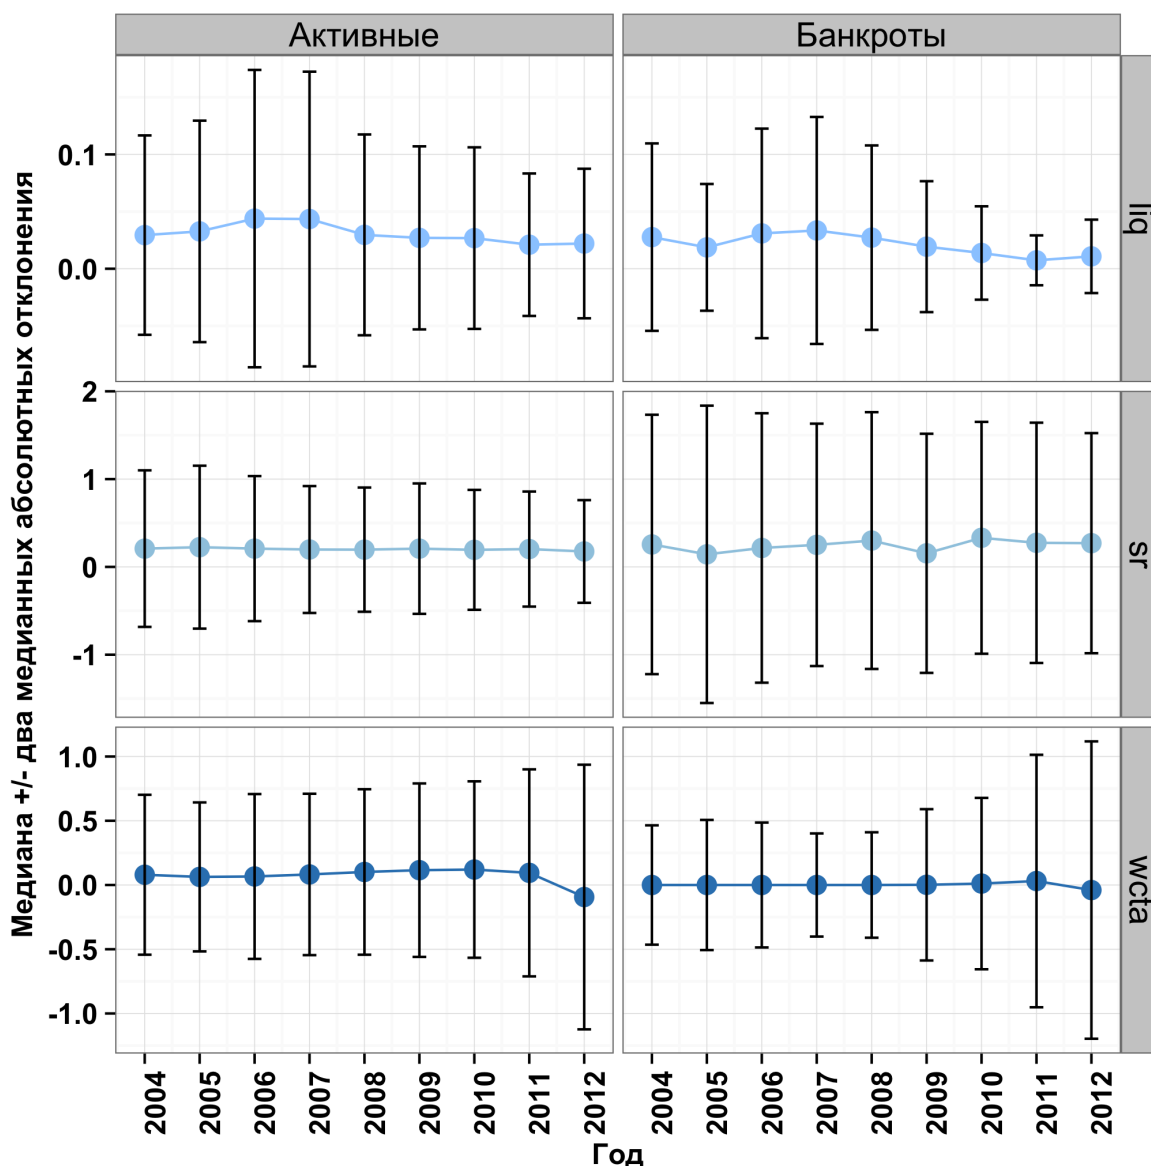 Активные Банкроты
Медиана +/- два медианных абсолютных отклонения
0.1
0.0
liq
2
1
0
-1
sr
1.0
0.5
0.0
-0.5
-1.0
wcta
2004 2005 2006 2007 2008 2009 2010 2011 2012 2004 2005 2006 2007 2008 2009 2010 2011 2012
Год